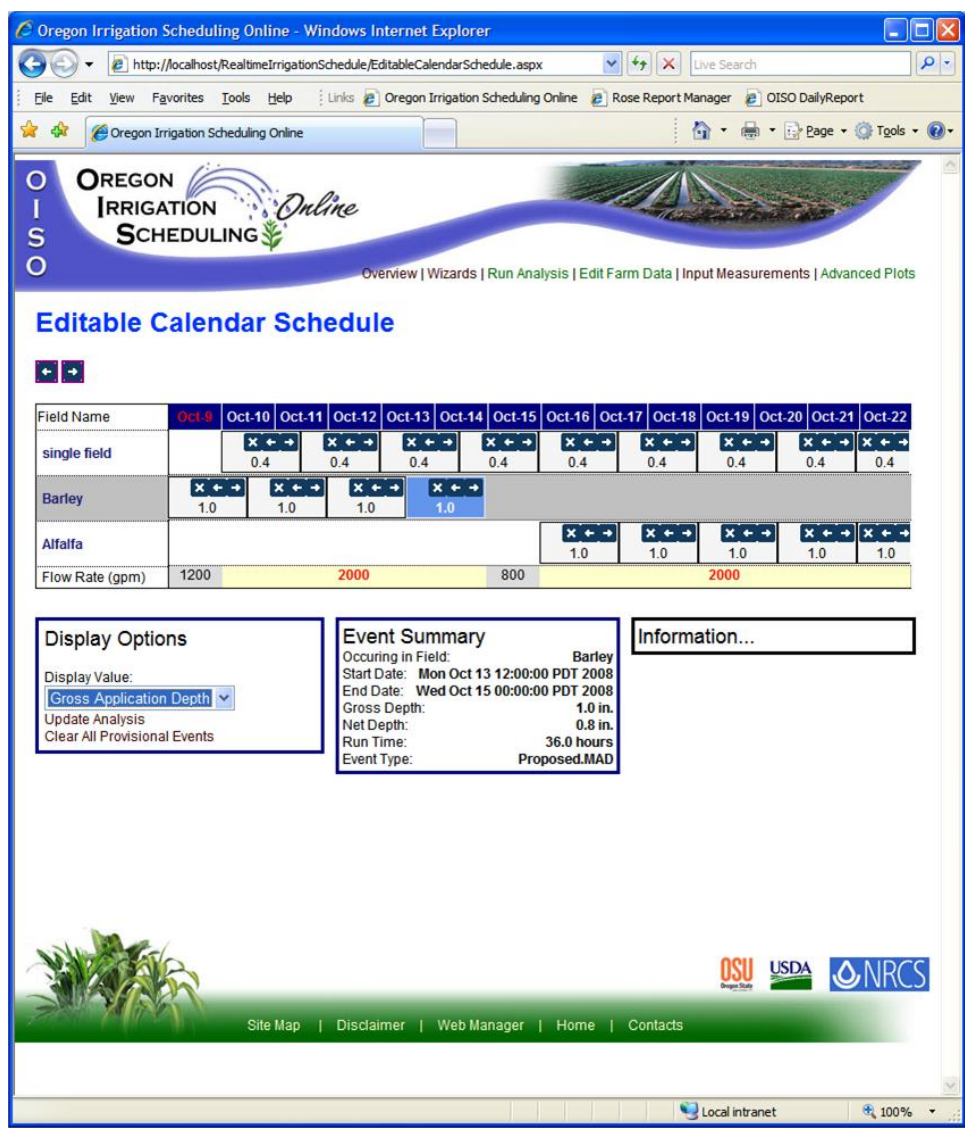 Oregon Irrigation Scheduling Online - Windows Internet Explorer
http://localhost/RealtimeIrrigationSchedule/EditableCalendarSchedule.aspx Live Search
File Edit View Favorites Tools Help Links Oregon Irrigation Scheduling Online Rose Report Manager OISO DailyReport
Oregon Irrigation Scheduling Online Page Tools
OISO
OREGON
IRRIGATION Online
SCHEDULING
Overview | Wizards | Run Analysis | Edit Farm Data | Input Measurements | Advanced Plots
Editable Calendar Schedule
Field Name Oct-9 Oct-10 Oct-11 Oct-12 Oct-13 Oct-14 Oct-15 Oct-16 Oct-17 Oct-18 Oct-19 Oct-20 Oct-21 Oct-22
single field 0.4 0.4 0.4 0.4 0.4 0.4 0.4 0.4 0.4
Barley 1.0 1.0 1.0 1.0
Alfalfa 1.0 1.0 1.0 1.0 1.0
Flow Rate (gpm) 1200 2000 800 2000
Display Options
Display Value:
Gross Application Depth
Update Analysis
Clear All Provisional Events
Event Summary
Occuring in Field: Barley
Start Date: Mon Oct 13 12:00:00 PDT 2008
End Date: Wed Oct 15 00:00:00 PDT 2008
Gross Depth: 1.0 in.
Net Depth: 0.8 in.
Run Time: 36.0 hours
Event Type: Proposed.MAD
Information...
OSU USDA NRCS
Oregon State
Site Map | Disclaimer | Web Manager | Home | Contacts
Local intranet 100%